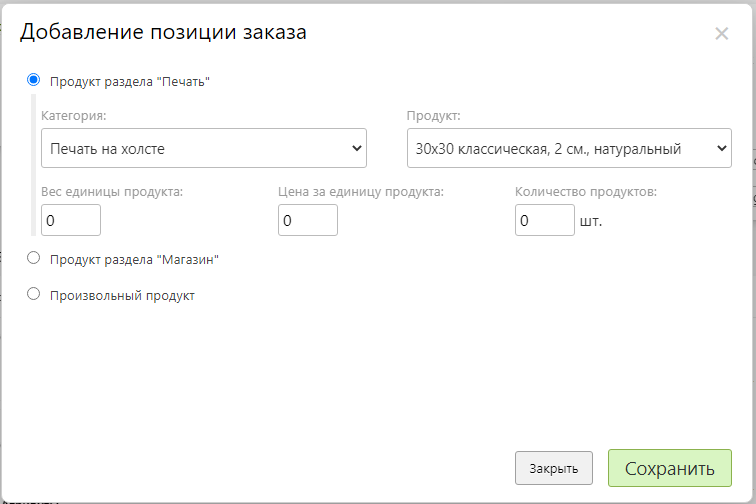 Добавление позиции заказа
Продукт раздела "Печать"
Категория: Продукт:
Печать на холсте 30x30 классическая, 2 см., натуральный
Вес единицы продукта: Цена за единицу продукта: Количество продуктов:
0 0 0 шт.
Продукт раздела "Магазин"
Произвольный продукт
Закрыть Сохранить